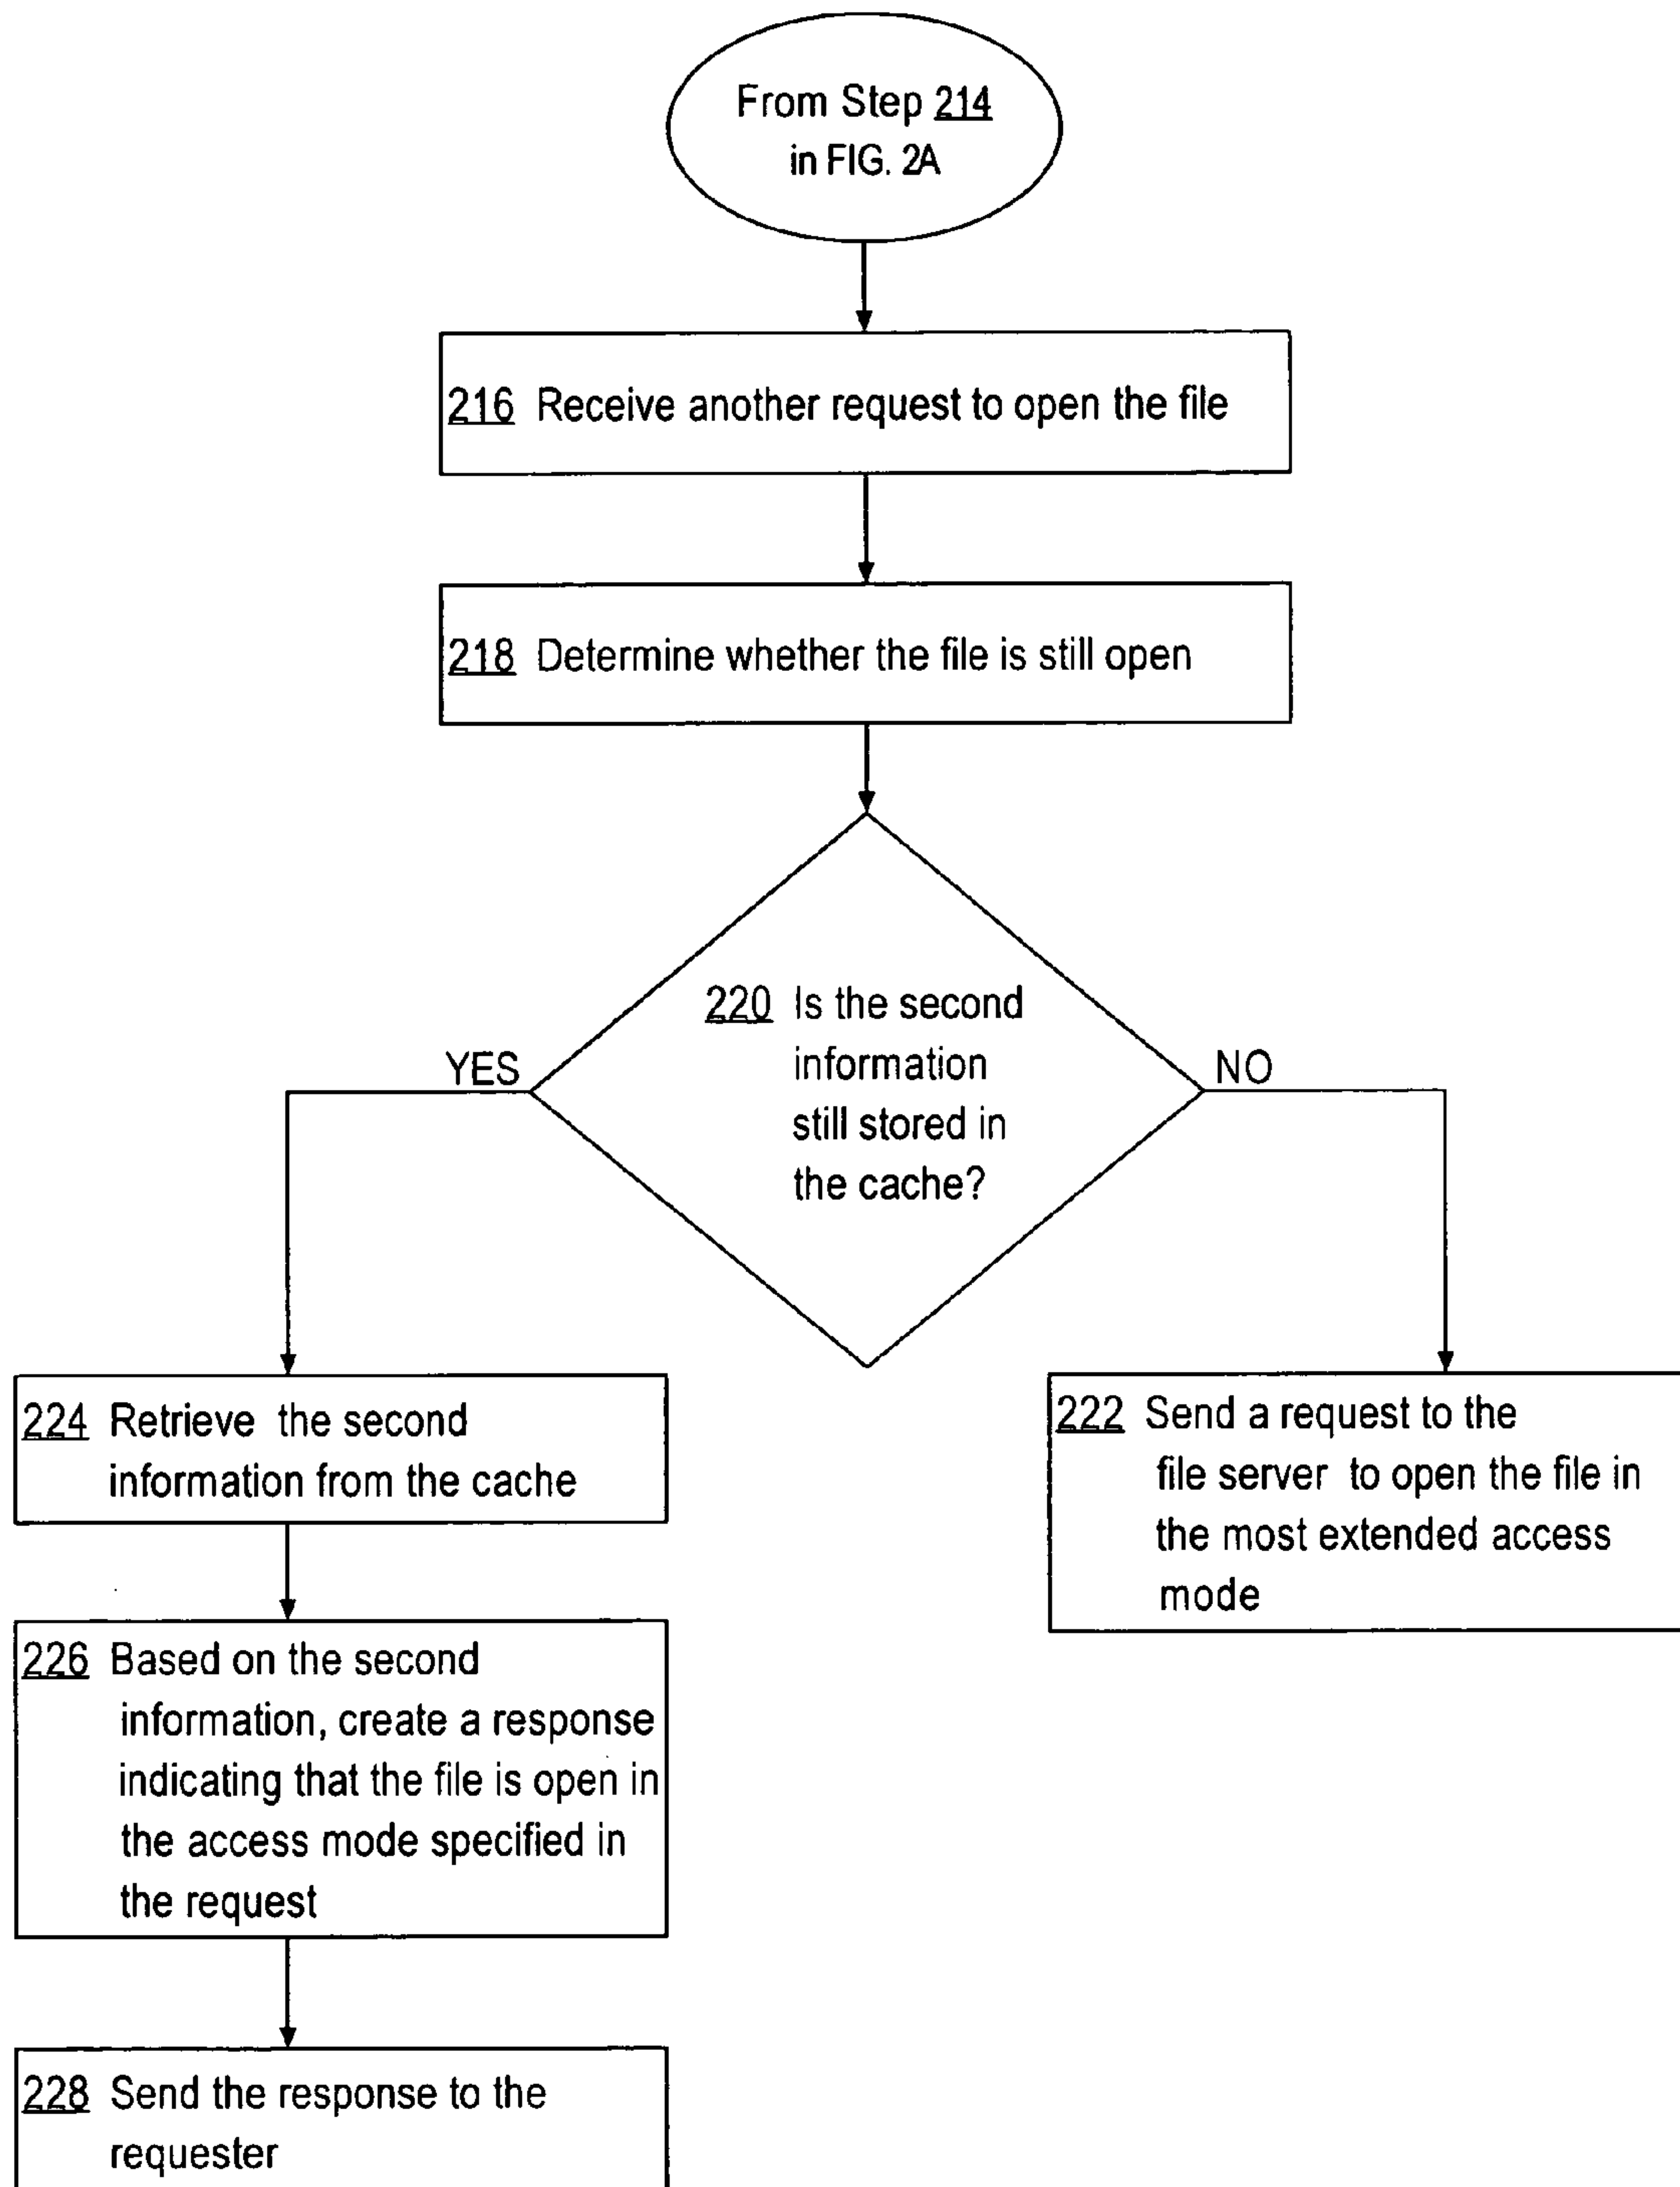 From Step 214
in FIG. 2A
216 Receive another request to open the file
218 Determine whether the file is still open
220 Is the second
information
still stored in
the cache?
YES
NO
224 Retrieve the second
information from the cache
222 Send a request to the
file server to open the file in
the most extended access
mode
226 Based on the second
information, create a response
indicating that the file is open in
the access mode specified in
the request
228 Send the response to the
requester